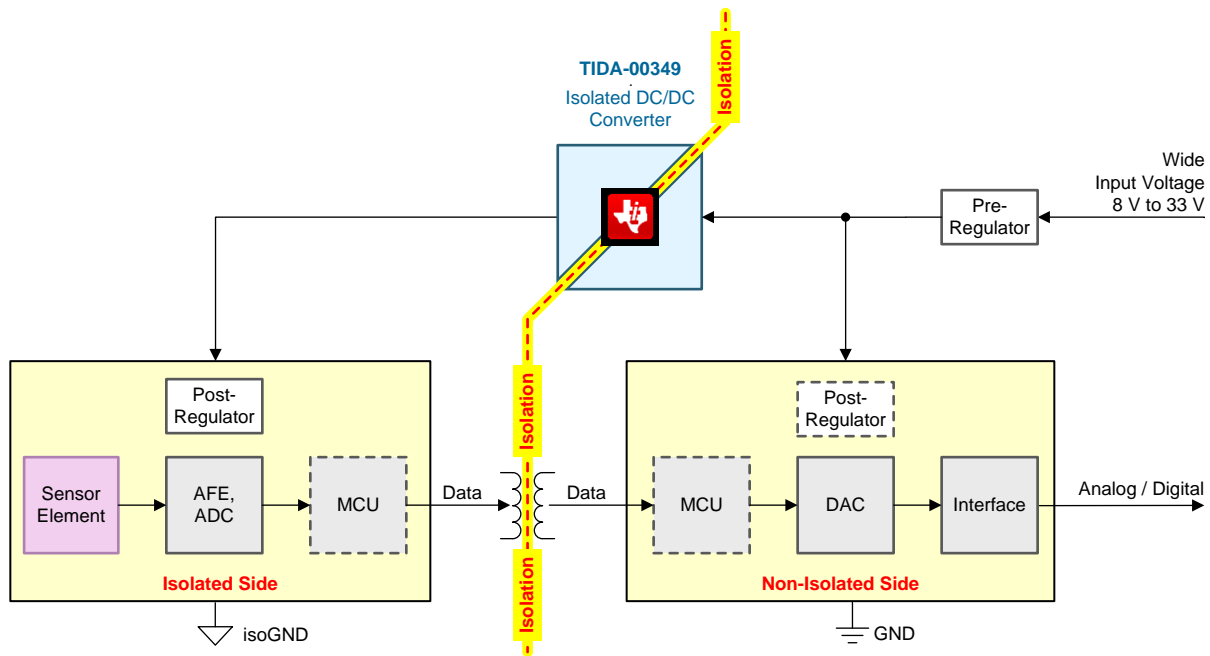 Isolation
TIDA-00349
Isolated DC/DC
Converter
Wide
Input Voltage
8 V to 33 V
Pre-
Regulator
ti
Isolation
Post-
Regulator
Post-
Regulator
Sensor
Element
AFE,
ADC
MCU
Data
Data
MCU
DAC
Interface
Analog / Digital
Isolated Side
Isolation
Non-Isolated Side
isoGND
GND